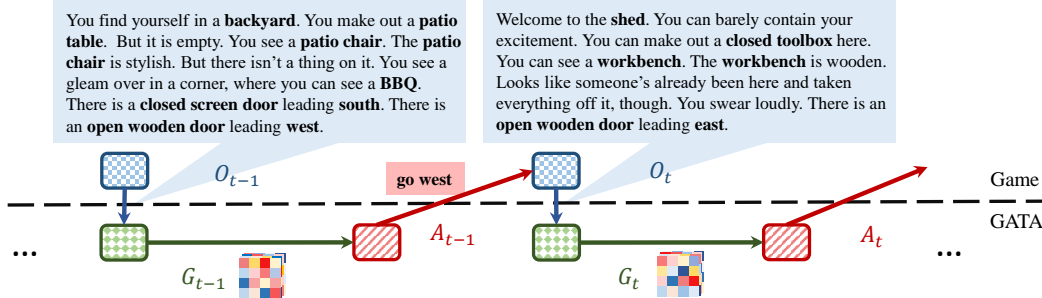 You find yourself in a backyard. You make out a patio
table.  But it is empty. You see a patio chair. The patio
chair is stylish. But there isn't a thing on it. You see a
gleam over in a corner, where you can see a BBQ.
There is a closed screen door leading south. There is
an open wooden door leading west.
Welcome to the shed. You can barely contain your
excitement. You can make out a closed toolbox here.
You can see a workbench. The workbench is wooden.
Looks like someone's already been here and taken
everything off it, though. You swear loudly. There is an
open wooden door leading east.
O_{t-1}
go west
O_t
Game
GATA
...
G_{t-1}
A_{t-1}
G_t
A_t
...